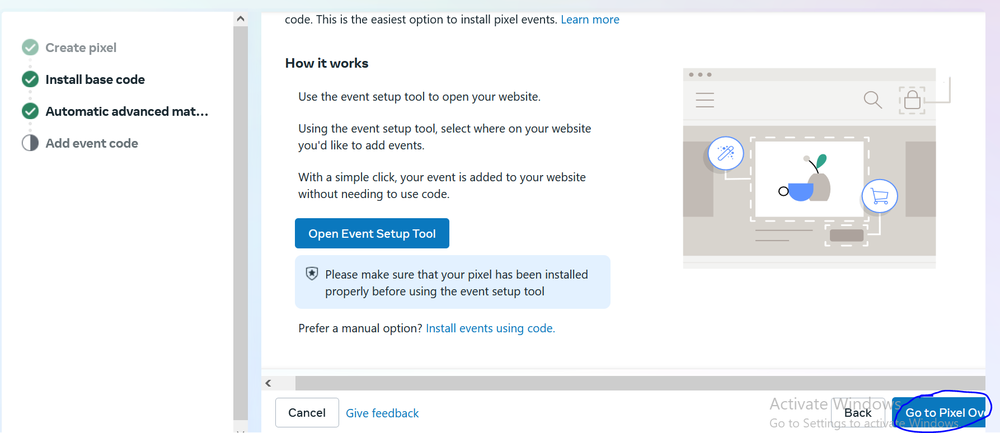 Create pixel
Install base code
Automatic advanced mat...
Add event code
code. This is the easiest option to install pixel events. Learn more
How it works
Use the event setup tool to open your website.
Using the event setup tool, select where on your website
you'd like to add events.
With a simple click, your event is added to your website
without needing to use code.
Open Event Setup Tool
Please make sure that your pixel has been installed
properly before using the event setup tool
Prefer a manual option? Install events using code.
Cancel
Give feedback
Back
Go to Pixel Ove
Activate Windows
Go to Settings to activate Windows.